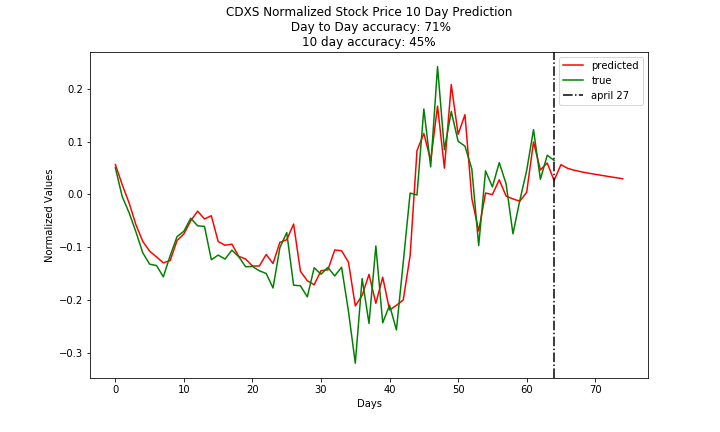 CDXS Normalized Stock Price 10 Day Prediction
Day to Day accuracy: 71%
10 day accuracy: 45%
predicted
true
april 27
Normalized Values
0.2
0.1
0.0
−0.1
−0.2
−0.3
0 10 20 30 40 50 60 70
Days